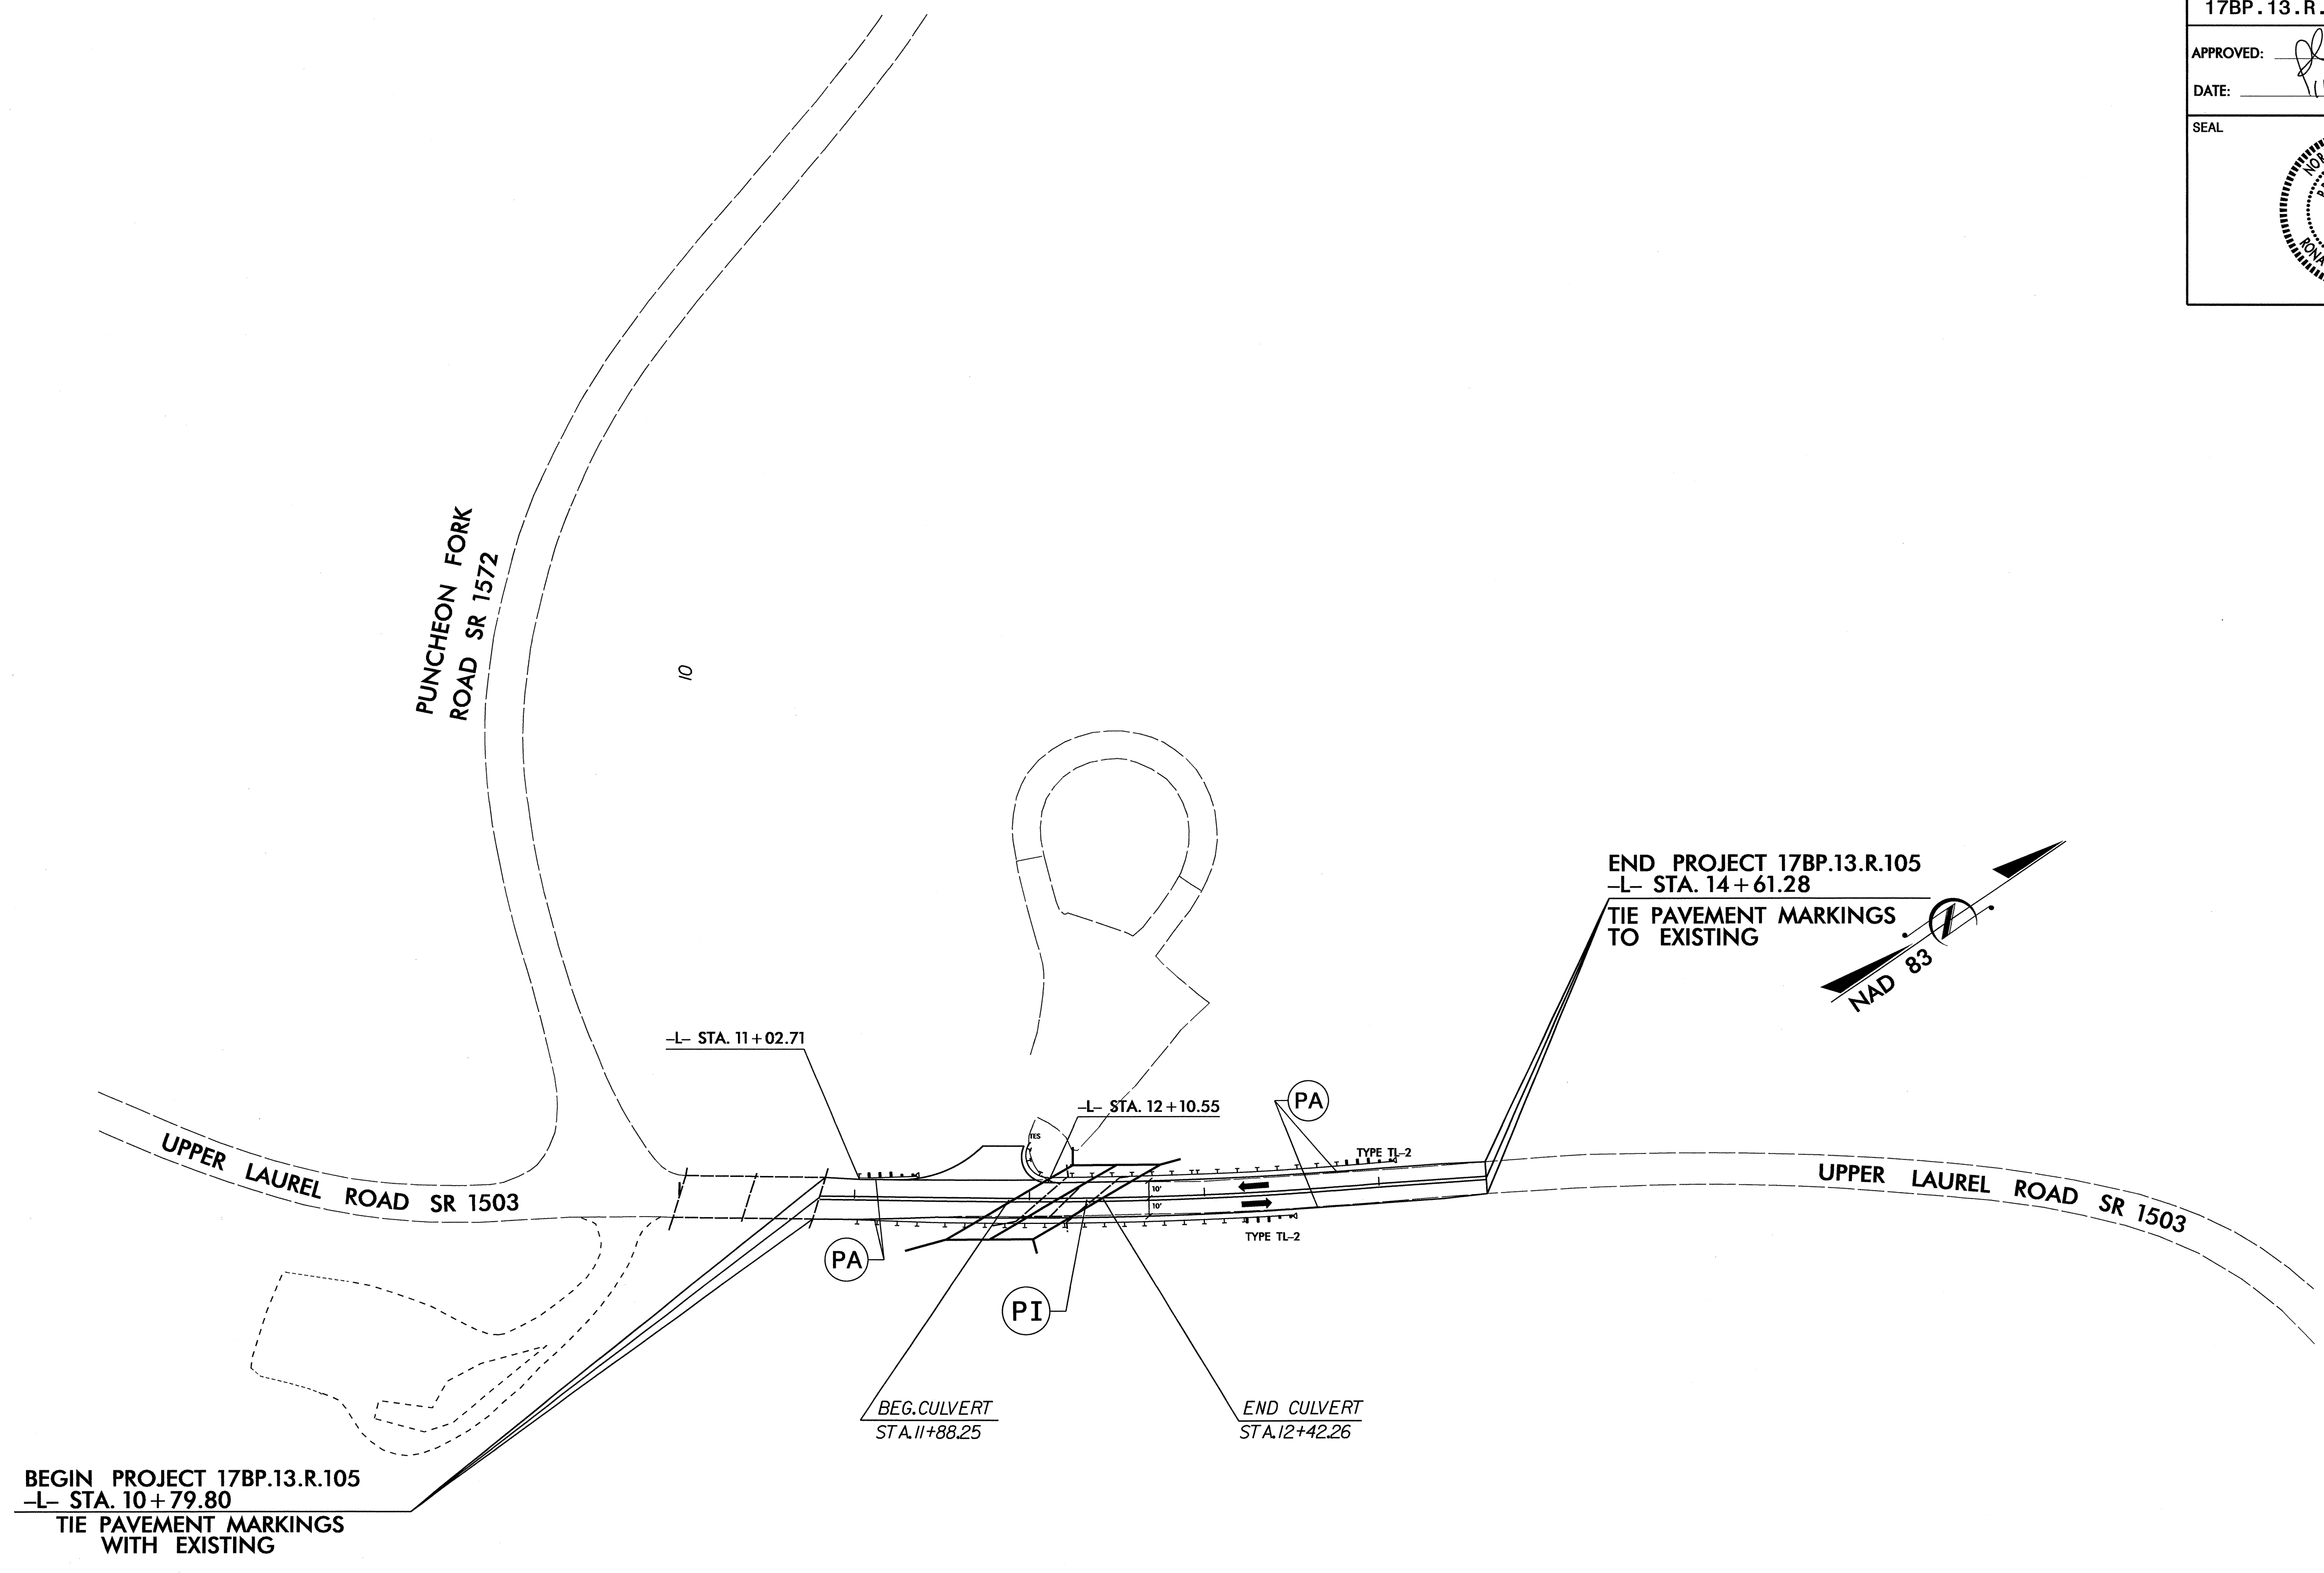 17BP.13.R.
APPROVED:
DATE:
SEAL
PUNCHEON FORK
ROAD SR 1572
10
END PROJECT 17BP.13.R.105
-L- STA. 14+61.28
TIE PAVEMENT MARKINGS
TO EXISTING
NAD 83
-L- STA. 11+02.71
-L- STA. 12+10.55
PA
TES
TYPE TL-2
UPPER LAUREL ROAD SR 1503
10'
10'
UPPER LAUREL ROAD SR 1503
TYPE TL-2
PA
PI
BEG.CULVERT
STA.11+88.25
END CULVERT
STA.12+42.26
BEGIN PROJECT 17BP.13.R.105
-L- STA. 10+79.80
TIE PAVEMENT MARKINGS
WITH EXISTING